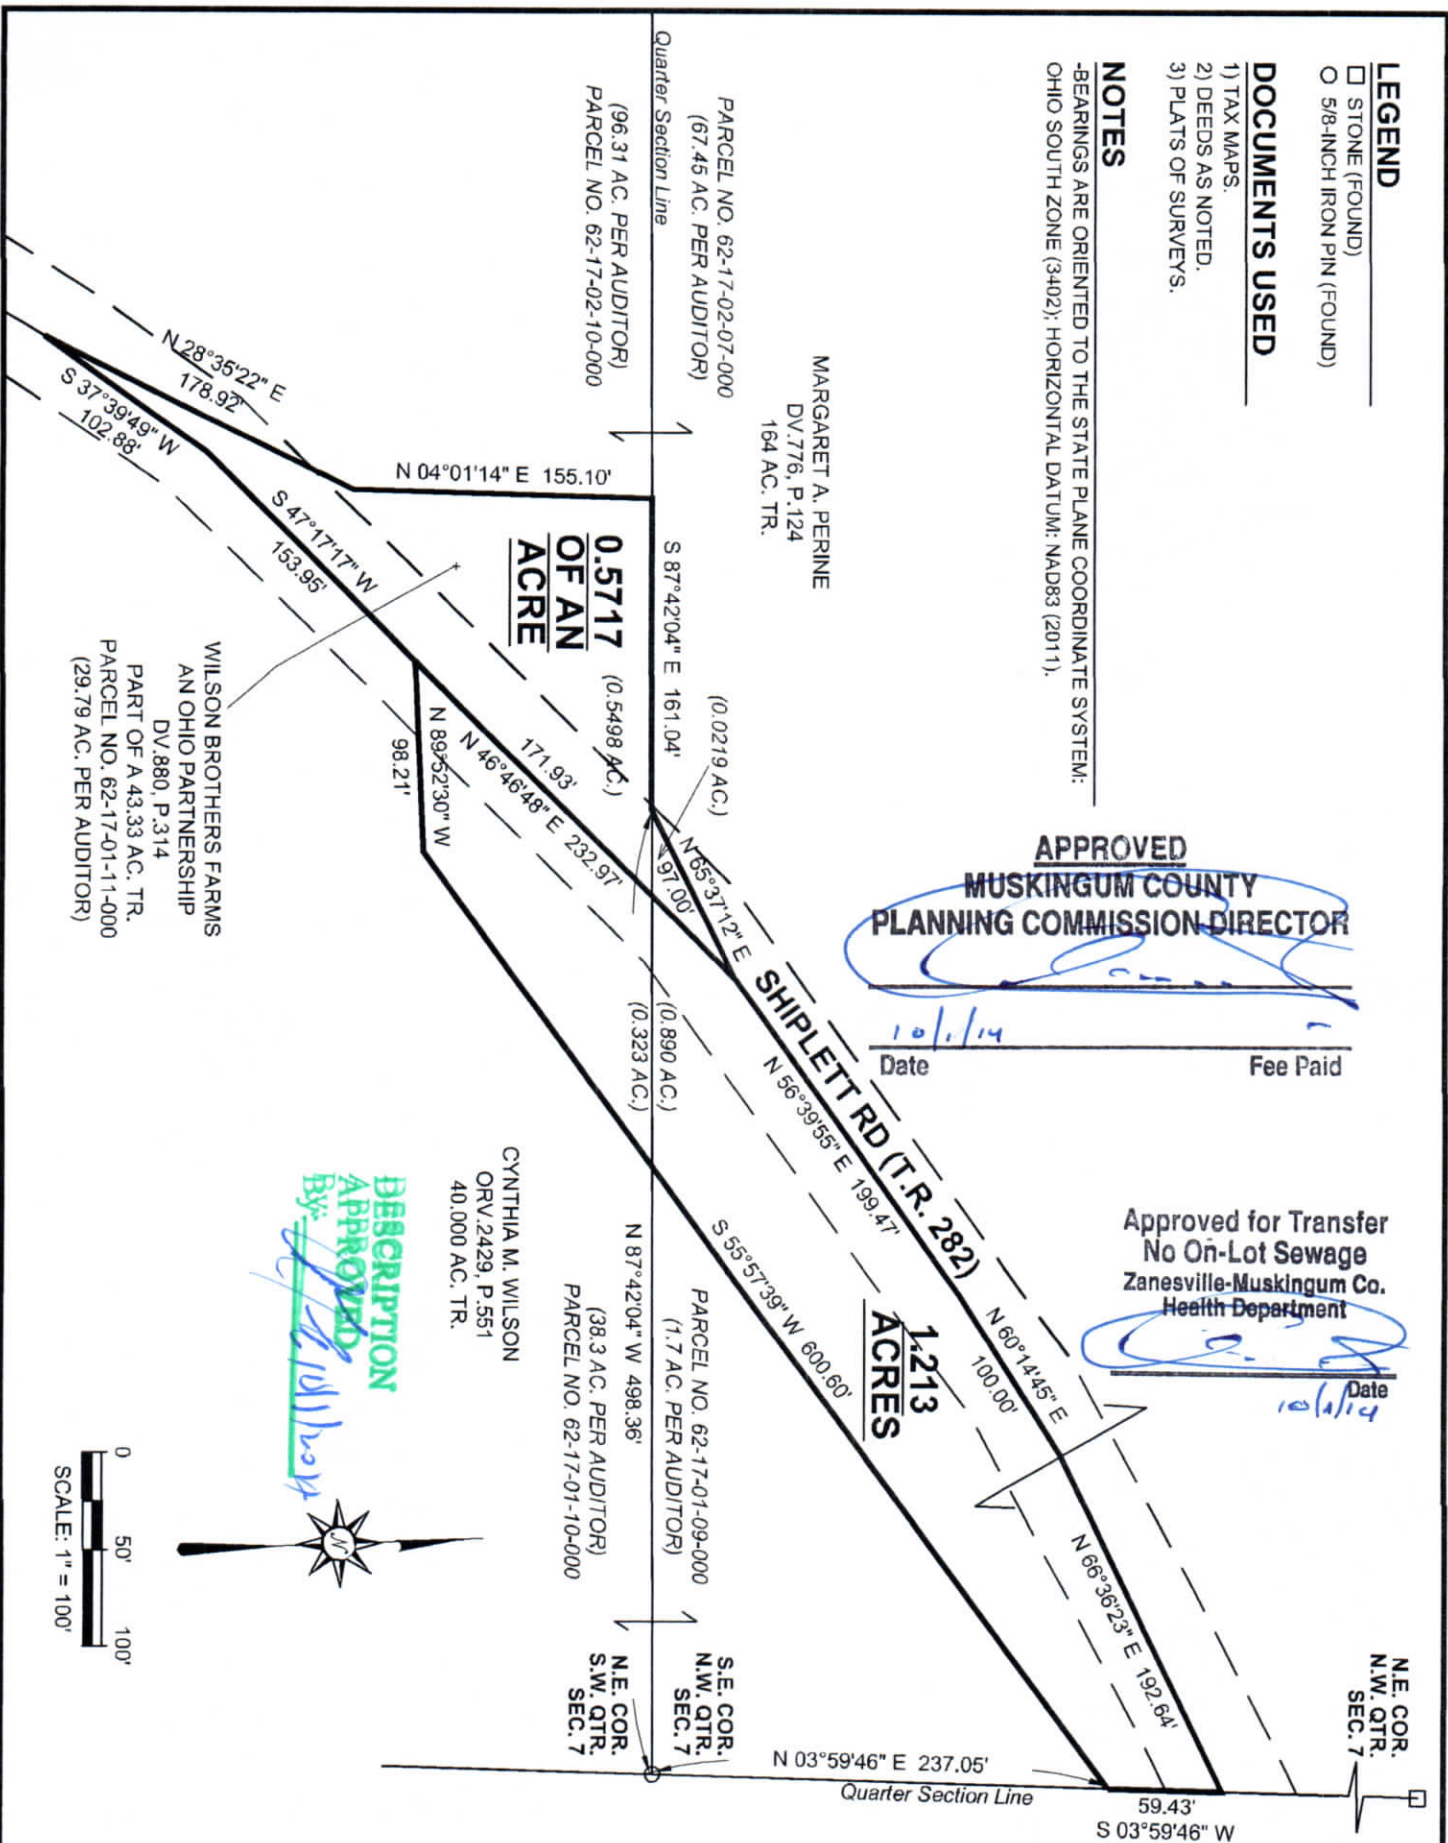 LEGEND
STONE (FOUND)
5/8-INCH IRON PIN (FOUND)
DOCUMENTS USED
1) TAX MAPS.
2) DEEDS AS NOTED.
3) PLATS OF SURVEYS.
NOTES
-BEARINGS ARE ORIENTED TO THE STATE PLANE COORDINATE SYSTEM:
OHIO SOUTH ZONE (3402); HORIZONTAL DATUM: NAD83 (2011).
APPROVED
MUSKINGUM COUNTY
PLANNING COMMISSION DIRECTOR
10/1/14
Date
Fee Paid
Approved for Transfer
No On-Lot Sewage
Zanesville-Muskingum Co.
Health Department
Date
10/1/14
N.E. COR.
N.W. QTR.
SEC. 7
MARGARET A. PERINE
DV.776, P.124
164 AC. TR.
PARCEL NO. 62-17-02-07-000
(67.45 AC. PER AUDITOR)
Quarter Section Line
(96.31 AC. PER AUDITOR)
PARCEL NO. 62-17-02-10-000
N 28°35'22" E
178.92'
S 37°39'49" W
102.88'
N 04°01'14" E 155.10'
S 47°17'17" W
153.95'
S 87°42'04" E 161.04'
0.5717
OF AN
ACRE
(0.5498 AC.)
(0.0219 AC.)
N 65°37'12" E
97.00'
171.93'
N 46°46'48" E 232.97'
N 89°52'30" W
98.21'
SHIPLETT RD (T.R. 282)
N 56°39'55" E 199.47'
N 60°14'45" E
100.00'
N 66°36'23" E 192.64'
1.213
ACRES
(0.890 AC.)
(0.323 AC.)
S 55°57'39" W 600.60'
N 87°42'04" W 498.36'
PARCEL NO. 62-17-01-09-000
(1.7 AC. PER AUDITOR)
(38.3 AC. PER AUDITOR)
PARCEL NO. 62-17-01-10-000
S.E. COR.
N.W. QTR.
SEC. 7
N.E. COR.
S.W. QTR.
SEC. 7
N 03°59'46" E 237.05'
Quarter Section Line
59.43'
S 03°59'46" W
CYNTHIA M. WILSON
ORV.2429, P.551
40.000 AC. TR.
WILSON BROTHERS FARMS
AN OHIO PARTNERSHIP
DV.880, P.314
PART OF A 43.33 AC. TR.
PARCEL NO. 62-17-01-11-000
(29.79 AC. PER AUDITOR)
DESCRIPTION
APPROVED
By:
10/1/2014
N
0 50' 100'
SCALE: 1" = 100'